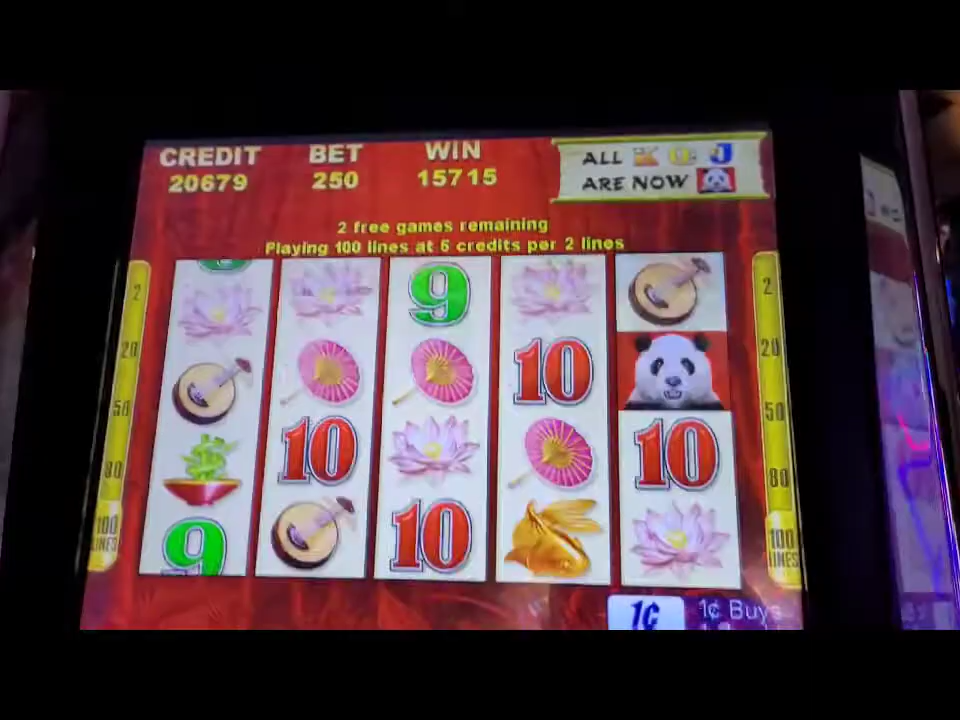 CREDIT BET WIN
20679 250 15715
ALL K Q J
ARE NOW
2 free games remaining
Playing 100 lines at 5 credits per 2 lines
2 9 2
20 10 20
50 10 10 50
80 9 10 80
100 LINES 100 LINES
1¢ 1¢ Buys